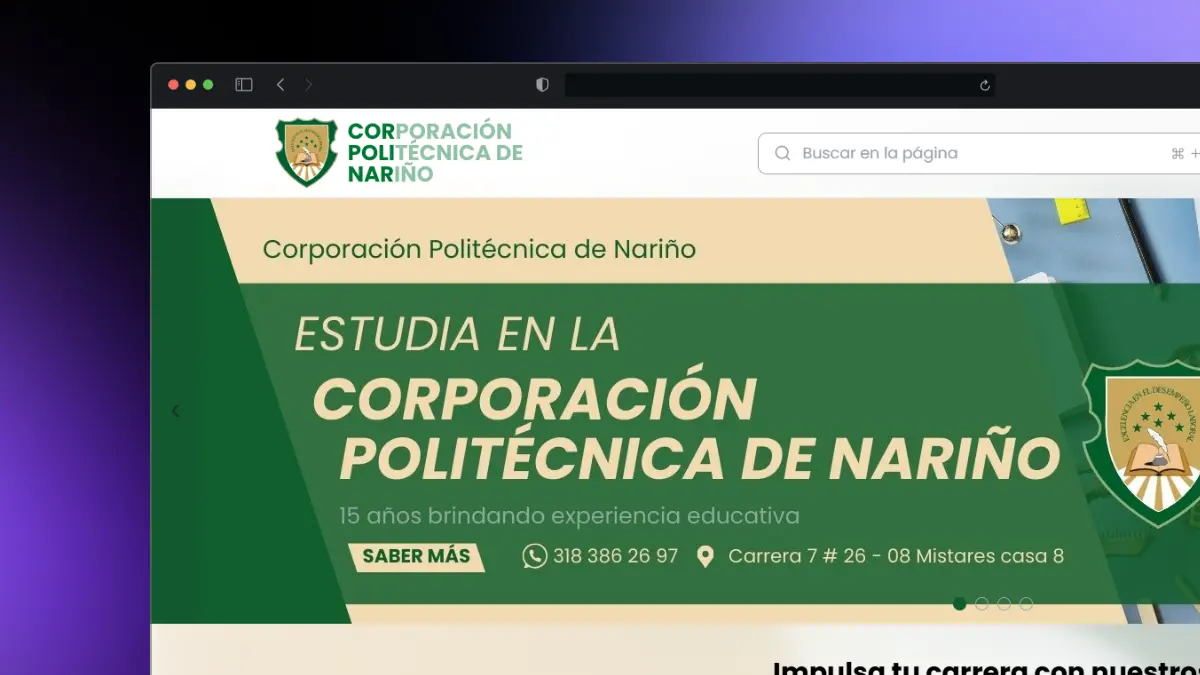 CORPORACIÓN
POLITÉCNICA DE
NARIÑO
Buscar en la página
⌘ +
Corporación Politécnica de Nariño
ESTUDIA EN LA
CORPORACIÓN
POLITÉCNICA DE NARIÑO
EXCELENCIA EN EL DESEMPEÑO LABORAL
15 años brindando experiencia educativa
SABER MÁS
318 386 26 97
Carrera 7 # 26 - 08 Mistares casa 8
Impulsa tu carrera con nuestros